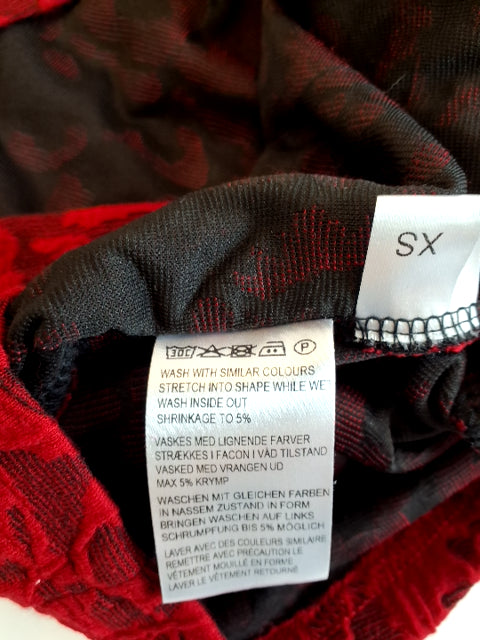 XS
30C P
WASH WITH SIMILAR COLOURS
STRETCH INTO SHAPE WHILE WE
WASH INSIDE OUT
SHRINKAGE TO 5%
VASKES MED LIGNENDE FARVER
STRÆKKES I FACON I VÅD TILSTAND
VASKED MED VRANGEN UD
MAX 5% KRYMP
WASCHEN MIT GLEICHEN FARBEN
IN NASSEM ZUSTAND IN FORM
BRINGEN WASCHEN AUF LINKS
SCHRUMPFUNG BIS 5% MÖGLICH
LAVER AVEC DES COULEURS SIMILAIRE
REMETTRE AVEC PRÉCAUTION LE
VÊTEMENT MOUILLÉ EN FORME
LAVER LE VÊTEMENT RETOURNÉ